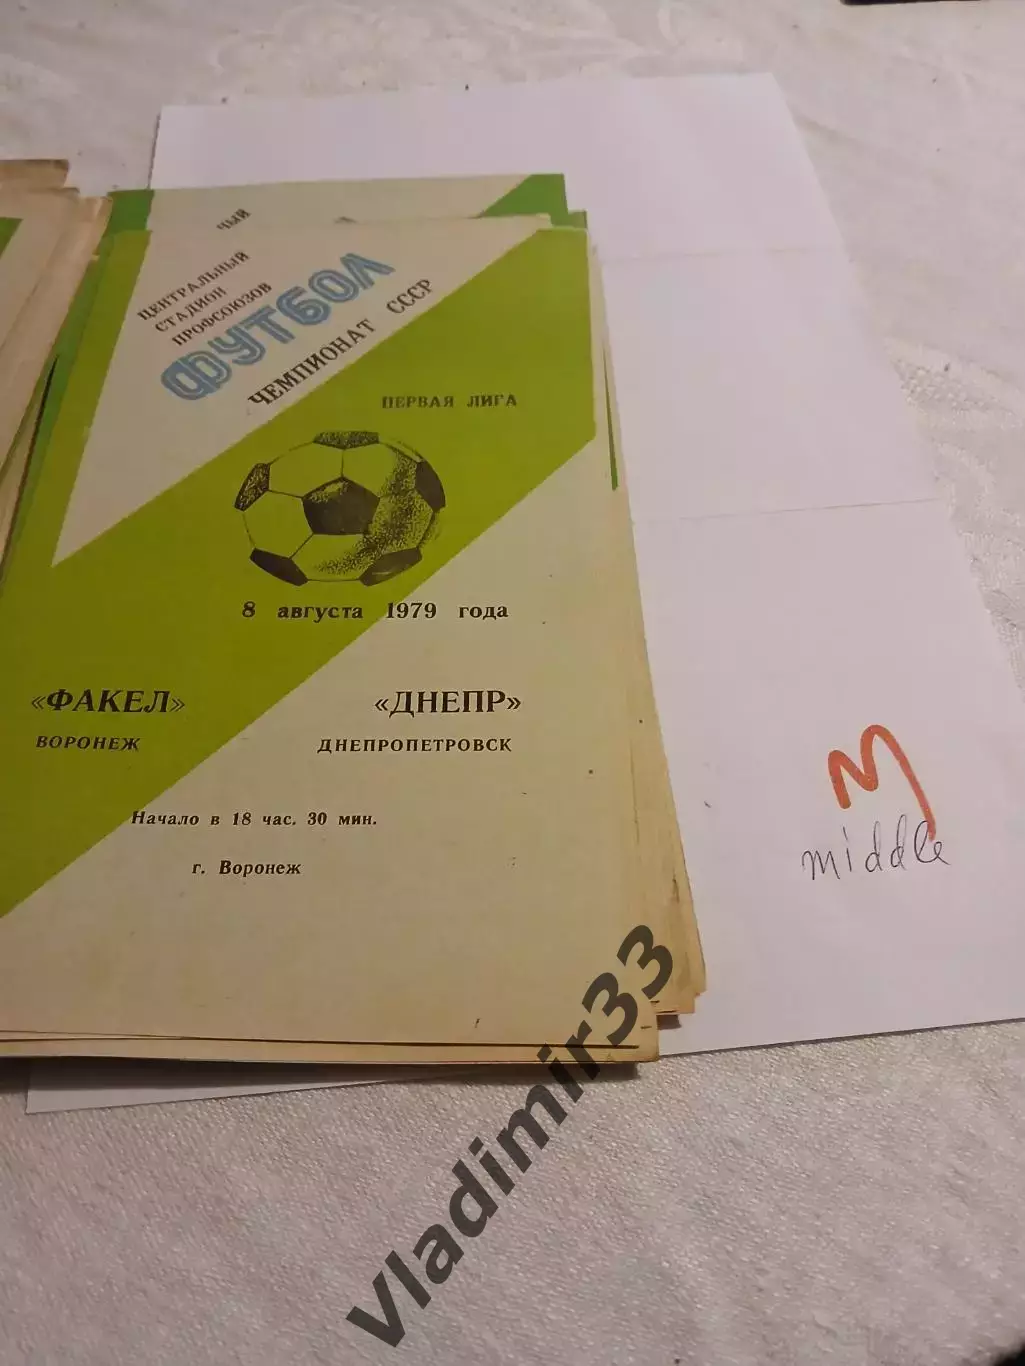 ЧЫЙ
ЦЕНТРАЛЬНЫЙ
СТАДИОН
ПРОФСОЮЗОВ
ФУТБОЛ
ЧЕМПИОНАТ СССР
ПЕРВАЯ ЛИГА
8 августа 1979 года
«ФАКЕЛ» «ДНЕПР»
ВОРОНЕЖ ДНЕПРОПЕТРОВСК
Начало в 18 час. 30 мин.
г. Воронеж
M
middle
Vladimir33